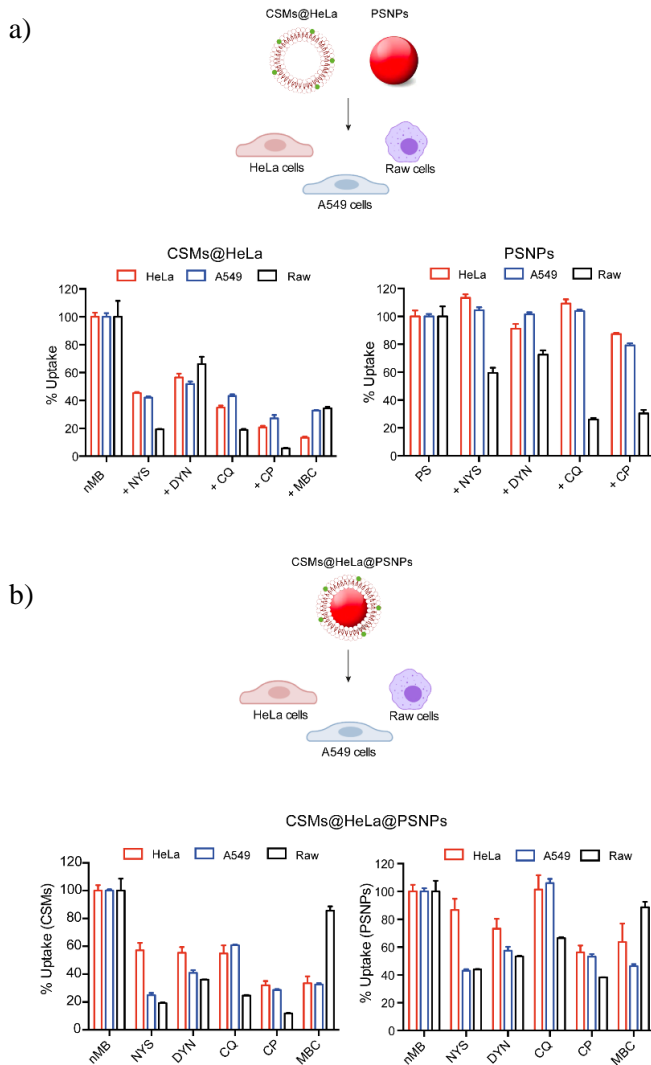 a)
CSMs@HeLa PSNPs
HeLa cells
Raw cells
A549 cells
CSMs@HeLa
HeLa A549 Raw
% Uptake
120
100
80
60
40
20
0
nMB + NYS + DYN + CQ + CP + MBC
PSNPs
HeLa A549 Raw
% Uptake
120
100
80
60
40
20
0
PS + NYS + DYN + CQ + CP
b)
CSMs@HeLa@PSNPs
HeLa cells
Raw cells
A549 cells
CSMs@HeLa@PSNPs
HeLa A549 Raw
% Uptake (CSMs)
120
100
80
60
40
20
0
nMB NYS DYN CQ CP MBC
HeLa A549 Raw
% Uptake (PSNPs)
120
100
80
60
40
20
0
nMB NYS DYN CQ CP MBC